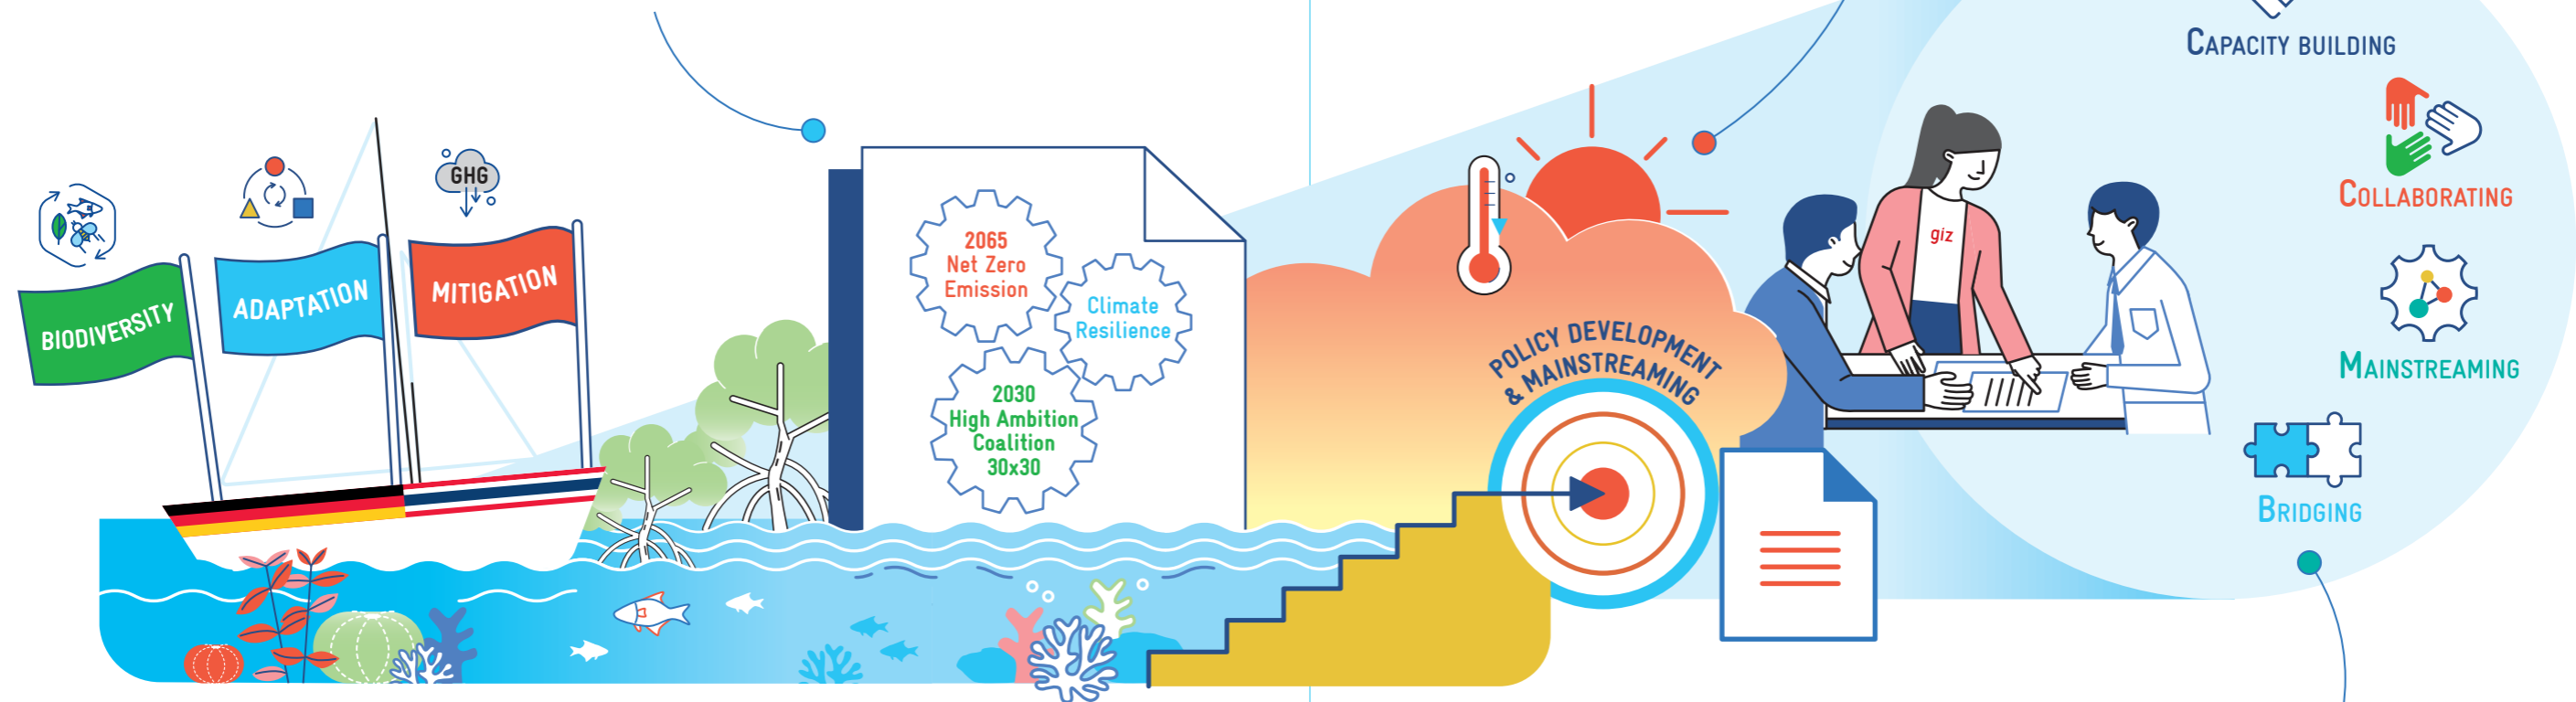 BIODIVERSITY
ADAPTATION
MITIGATION
GHG
2065
Net Zero
Emission
Climate
Resilience
2030
High Ambition
Coalition
30x30
POLICY DEVELOPMENT
& MAINSTREAMING
giz
CAPACITY BUILDING
COLLABORATING
MAINSTREAMING
BRIDGING